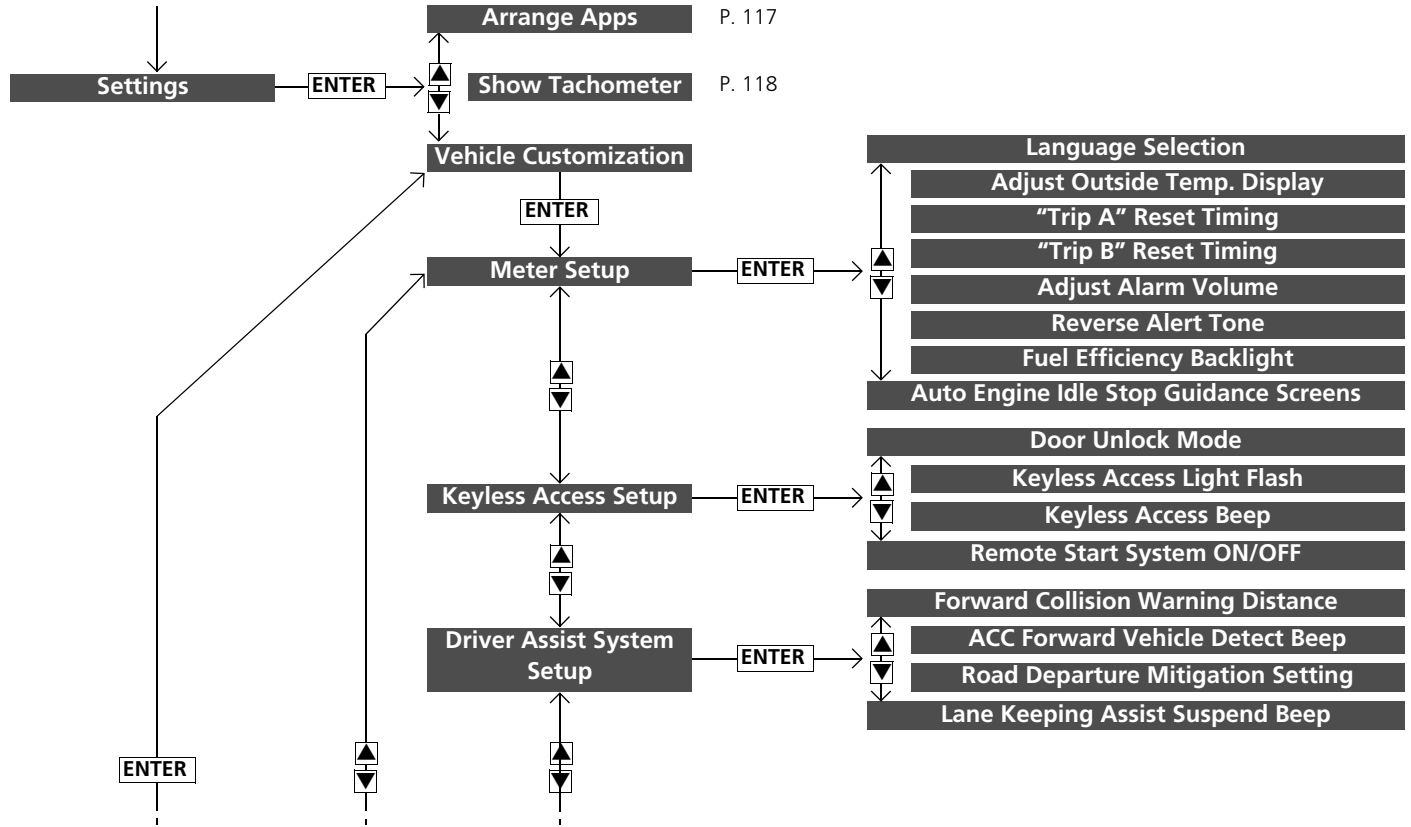 Arrange Apps P. 117
Settings ENTER Show Tachometer P. 118
Vehicle Customization
ENTER
Meter Setup ENTER
Language Selection
Adjust Outside Temp. Display
“Trip A” Reset Timing
“Trip B” Reset Timing
Adjust Alarm Volume
Reverse Alert Tone
Fuel Efficiency Backlight
Auto Engine Idle Stop Guidance Screens
Keyless Access Setup ENTER
Door Unlock Mode
Keyless Access Light Flash
Keyless Access Beep
Remote Start System ON/OFF
Driver Assist System
Setup
ENTER
Forward Collision Warning Distance
ACC Forward Vehicle Detect Beep
Road Departure Mitigation Setting
Lane Keeping Assist Suspend Beep
ENTER